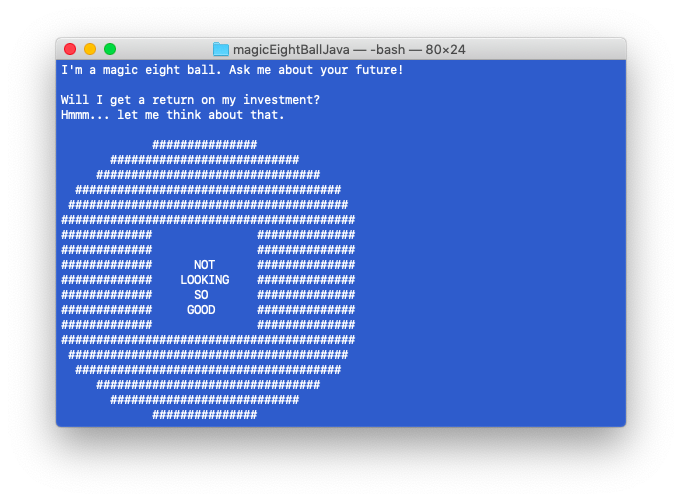 magicEightBallJava — -bash — 80×24
I'm a magic eight ball. Ask me about your future!
Will I get a return on my investment?
Hmmm... let me think about that.
             ###############
       ###########################
     ################################
  ######################################
 ########################################
##########################################
#############               ##############
#############               ##############
#############      NOT      ##############
#############    LOOKING    ##############
#############      SO       ##############
#############     GOOD      ##############
#############               ##############
##########################################
 ########################################
  ######################################
     ################################
       ###########################
             ###############